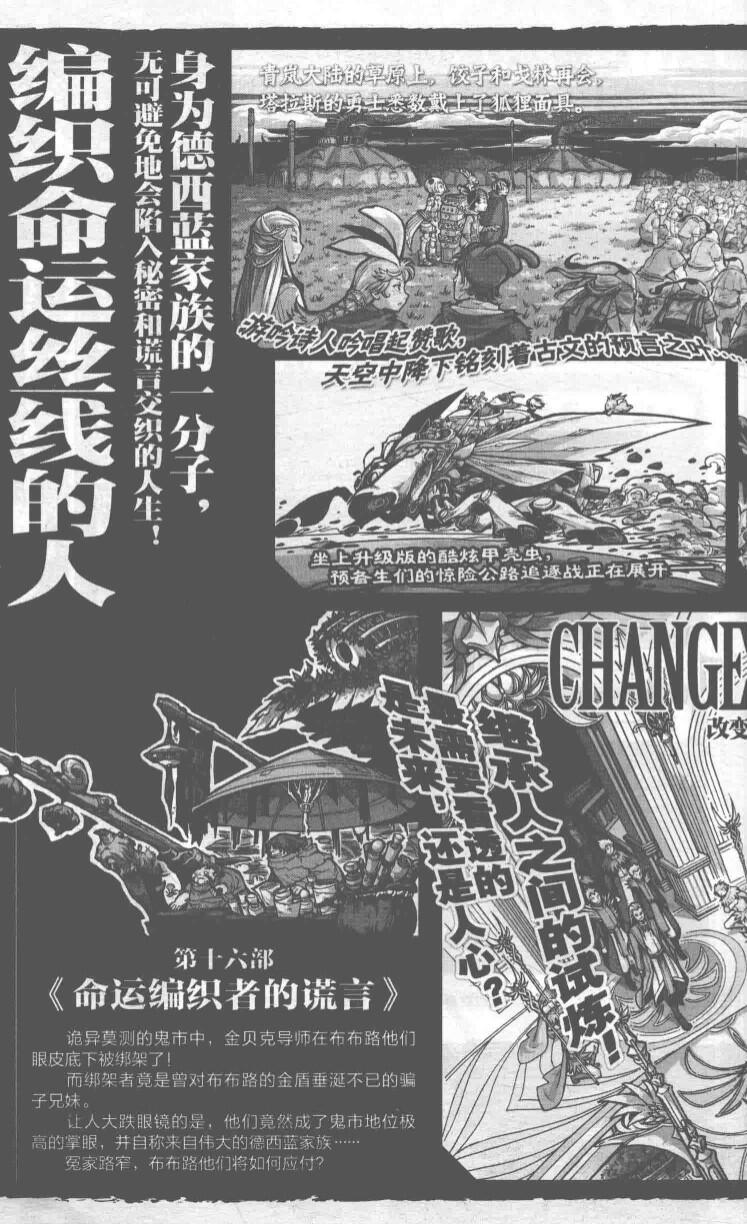 编织命运丝线的人
身为德西蓝家族的一分子，
无可避免地会陷入秘密和谎言交织的人生！
青岚大陆的草原上，饺子和戈林再会，
塔拉斯的勇士悉数戴上了狐狸面具。
游吟诗人吟唱起赞歌，
天空中降下铭刻着古文的预言之叶……
坐上升级版的酷炫甲壳虫，
预备生们的惊险公路追逐战正在展开
CHANGE
改变
继承人之间的试炼！
最需要看透的
是未来，还是人心？
第十六部
《命运编织者的谎言》
诡异莫测的鬼市中，金贝克导师在布布路他们
眼皮底下被绑架了！
而绑架者竟是曾对布布路的金盾垂涎不已的骗
子兄妹。
让人大跌眼镜的是，他们竟然成了鬼市地位极
高的掌眼，并自称来自伟大的德西蓝家族……
冤家路窄，布布路他们将如何应付？